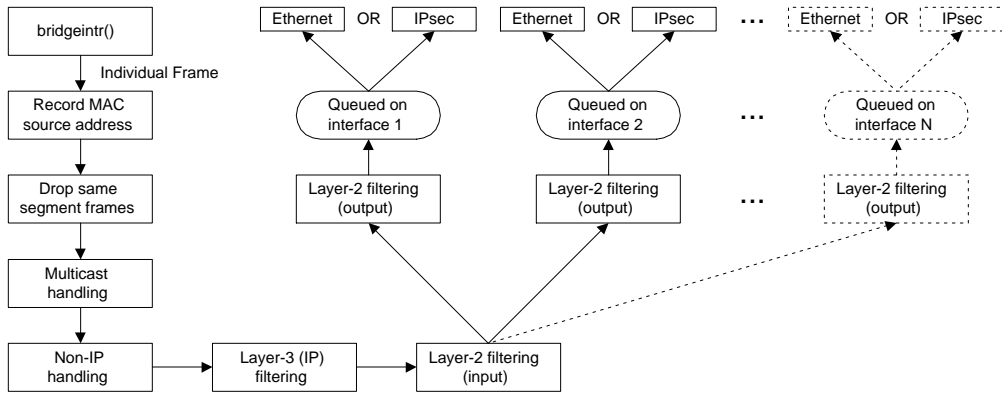 bridgeintr()
Individual Frame
Record MAC
source address
Drop same
segment frames
Multicast
handling
Non-IP
handling
Layer-3 (IP)
filtering
Layer-2 filtering
(input)
Layer-2 filtering
(output)
Queued on
interface 1
Ethernet OR IPsec
Layer-2 filtering
(output)
Queued on
interface 2
Ethernet OR IPsec
...
...
...
Layer-2 filtering
(output)
Queued on
interface N
Ethernet OR IPsec